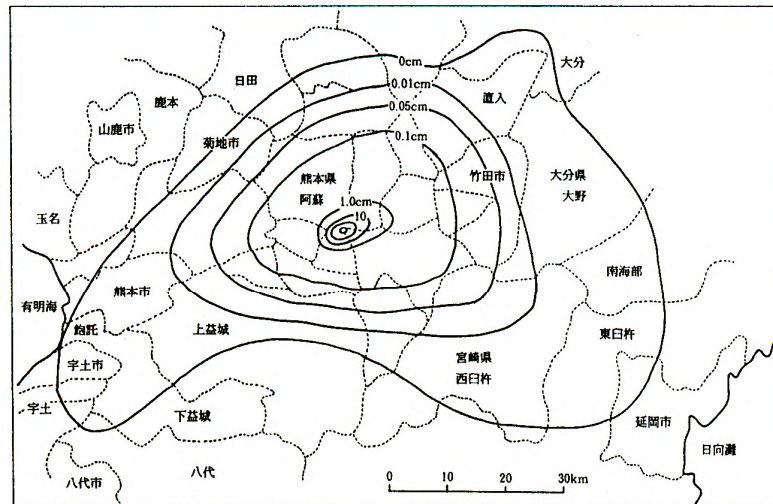 0cm
大分
日田
0.01cm
直入
鹿本
0.05cm
山鹿市
菊地市
0.1cm
熊本県
阿蘇
竹田市
大分県
大野
1.0cm
10
玉名
南海部
有明海
熊本市
飽託
上益城
東臼杵
宇土市
宮崎県
西臼杵
宇土
下益城
延岡市
日向灘
八代市
八代
0
10
20
30km